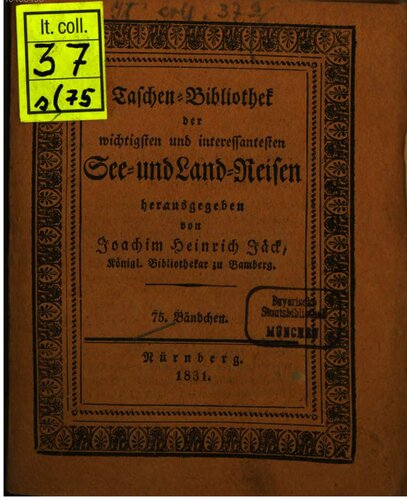 It. coll.
37
Taschen-Bibliothek
der
wichtigsten und interessantesten
See- und Land-Reisen
herausgegeben
von
Joachim Heinrich Jäck,
Königl. Bibliothekar zu Bamberg.
75. Bändchen.
Bayerische
Staatsbibliothek
MÜNCHEN
Nürnberg.
1831.